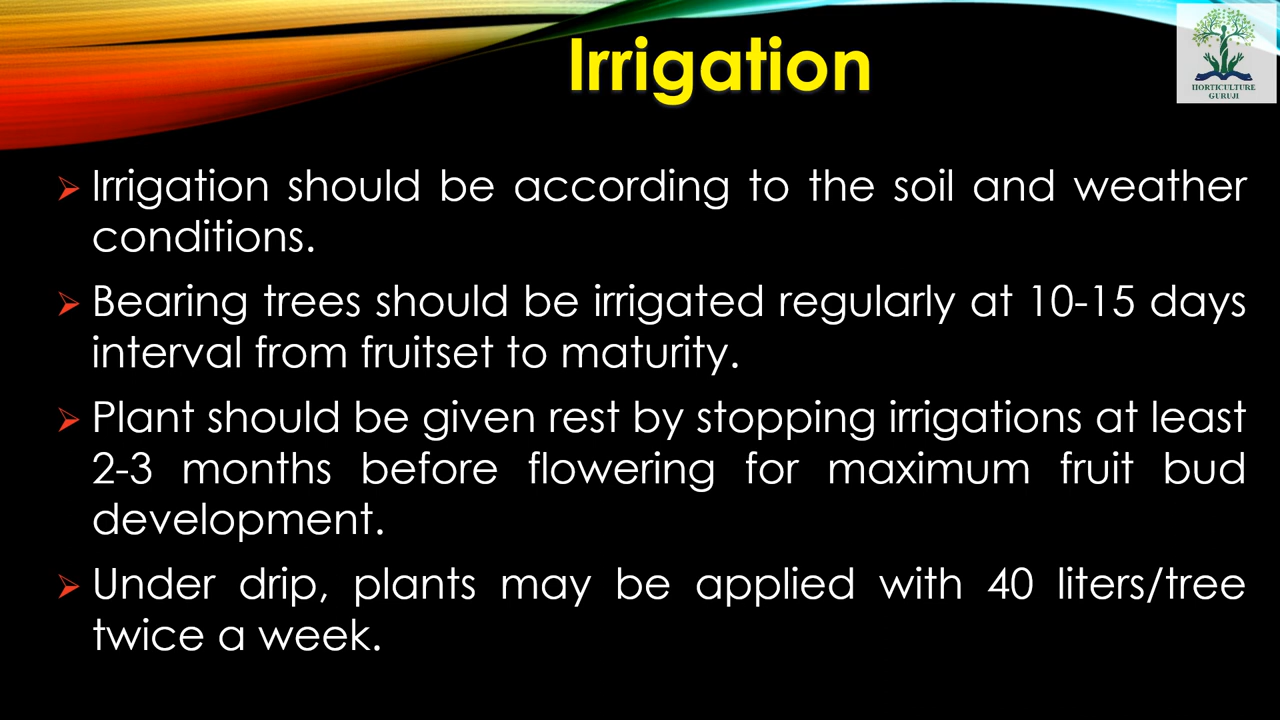 Irrigation
HORTICULTURE
GURUJI
➢ Irrigation should be according to the soil and weather
conditions.
➢ Bearing trees should be irrigated regularly at 10-15 days
interval from fruitset to maturity.
➢ Plant should be given rest by stopping irrigations at least
2-3 months before flowering for maximum fruit bud
development.
➢ Under drip, plants may be applied with 40 liters/tree
twice a week.